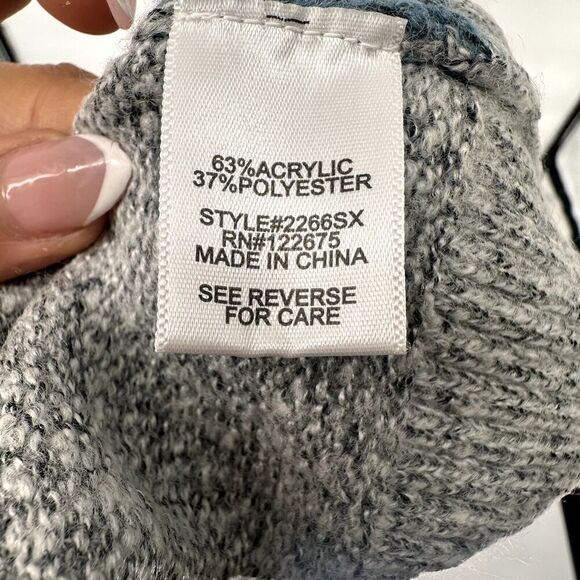 63%ACRYLIC
37%POLYESTER
STYLE#2266SX
RN#122675
MADE IN CHINA
SEE REVERSE
FOR CARE